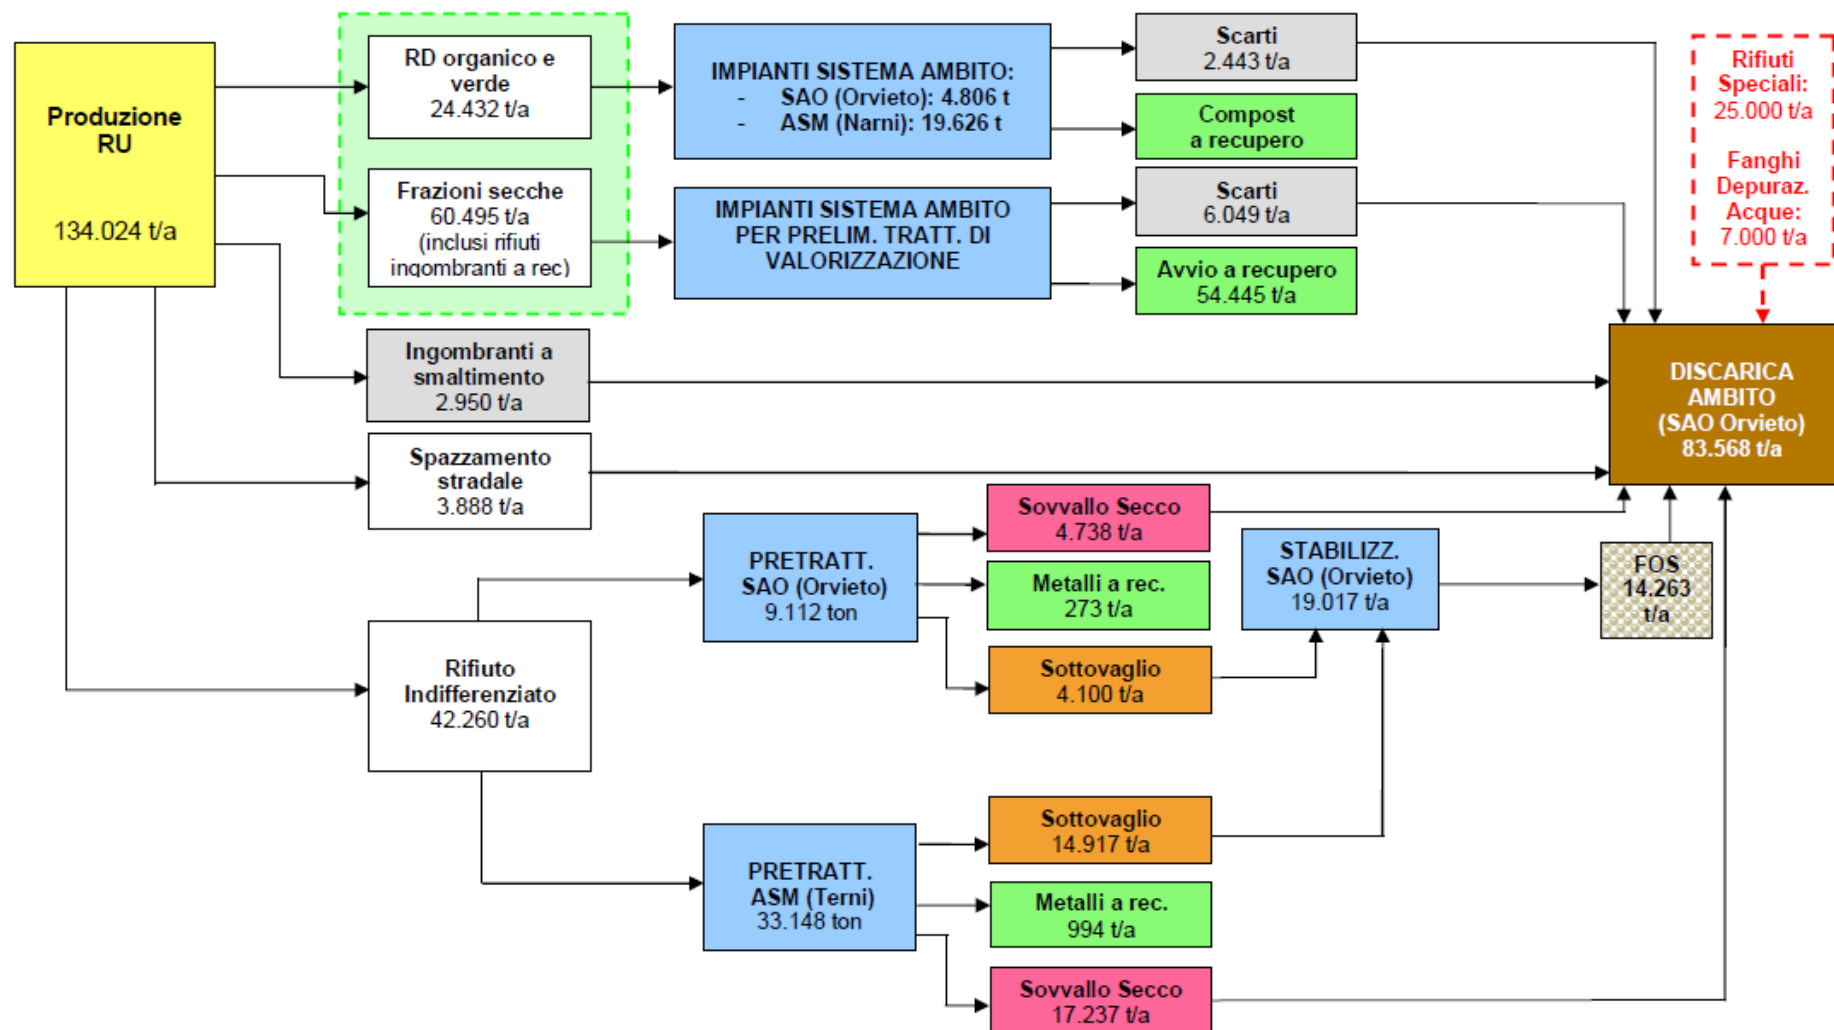 Produzione
RU
134.024 t/a
RD organico e
verde
24.432 t/a
Frazioni secche
60.495 t/a
(inclusi rifiuti
ingombranti a rec)
IMPIANTI SISTEMA AMBITO:
- SAO (Orvieto): 4.806 t
- ASM (Narni): 19.626 t
IMPIANTI SISTEMA AMBITO
PER PRELIM. TRATT. DI
VALORIZZAZIONE
Scarti
2.443 t/a
Compost
a recupero
Scarti
6.049 t/a
Avvio a recupero
54.445 t/a
Rifiuti
Speciali:
25.000 t/a
Fanghi
Depuraz.
Acque:
7.000 t/a
Ingombranti a
smaltimento
2.950 t/a
Spazzamento
stradale
3.888 t/a
DISCARICA
AMBITO
(SAO Orvieto)
83.568 t/a
Rifiuto
Indifferenziato
42.260 t/a
PRETRATT.
SAO (Orvieto)
9.112 ton
Sovvallo Secco
4.738 t/a
Metalli a rec.
273 t/a
Sottovaglio
4.100 t/a
STABILIZZ.
SAO (Orvieto)
19.017 t/a
FOS
14.263
t/a
PRETRATT.
ASM (Terni)
33.148 ton
Sottovaglio
14.917 t/a
Metalli a rec.
994 t/a
Sovvallo Secco
17.237 t/a